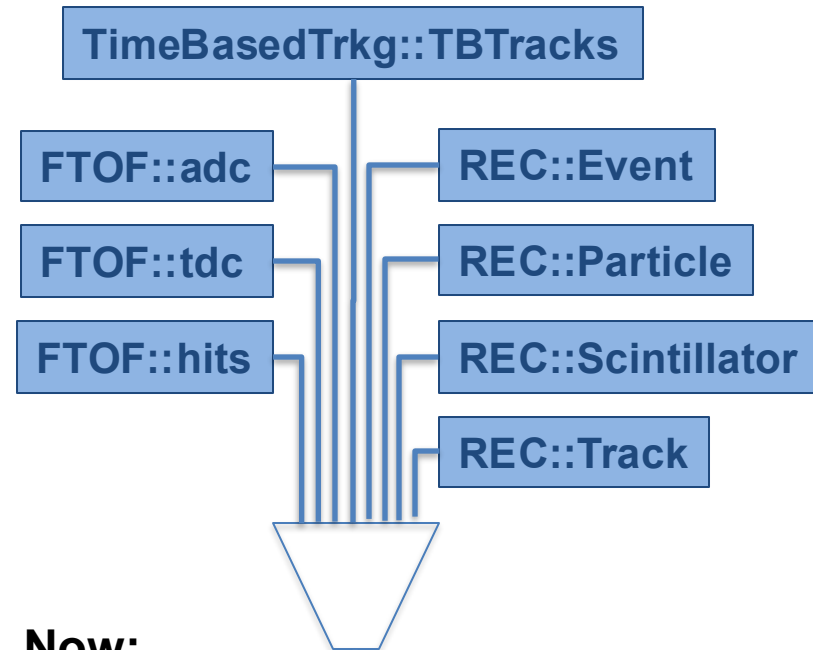 TimeBasedTrkg::TBTracks
FTOF::adc
FTOF::tdc
FTOF::hits
REC::Event
REC::Particle
REC::Scintillator
REC::Track
Now: